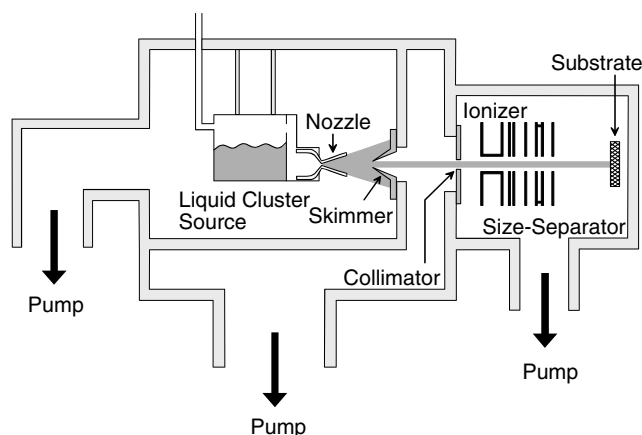 Substrate
Ionizer
Nozzle
Liquid Cluster
Source
Skimmer
Size-Separator
Collimator
Pump
Pump
Pump